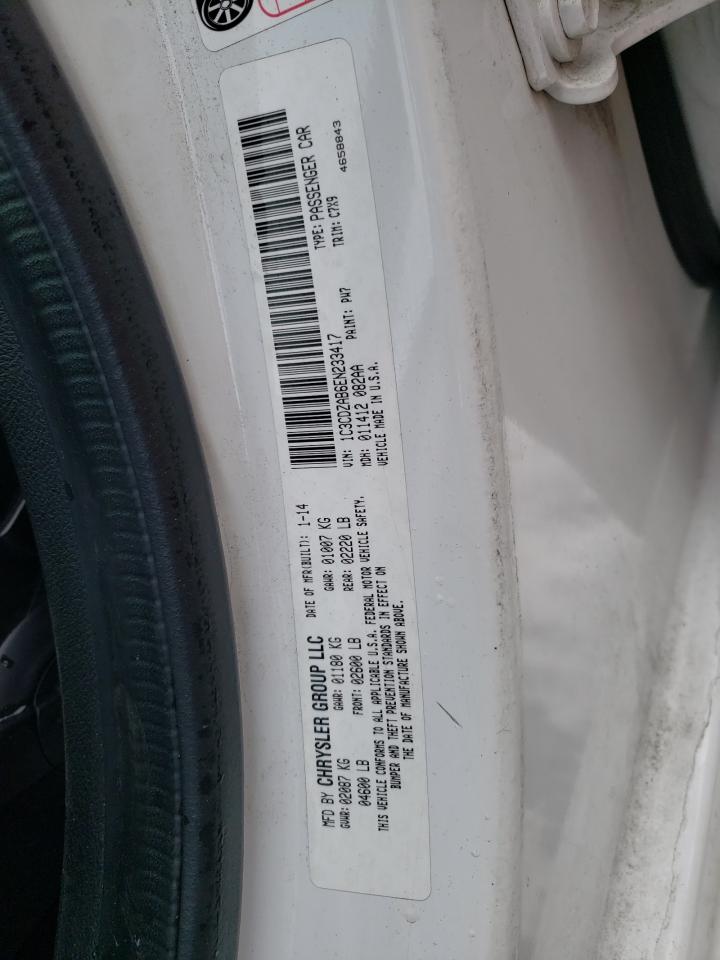 MFD BY CHRYSLER GROUP LLC
DATE OF MFR(BUILT): 1-14
GVWR: 02087 KG
GAWR: 01180 KG
GAWR: 01007 KG
04600 LB
FRONT: 02600 LB
REAR: 02220 LB
THIS VEHICLE CONFORMS TO ALL APPLICABLE U.S.A. FEDERAL MOTOR VEHICLE SAFETY,
BUMPER AND THEFT PREVENTION STANDARDS IN EFFECT ON
THE DATE OF MANUFACTURE SHOWN ABOVE.
VIN: 1C3CDZAB6EN233417
TYPE: PASSENGER CAR
MDH: 011412 082AA
PAINT: PW7
TRIM: C7X9
VEHICLE MADE IN U.S.A.
4658843